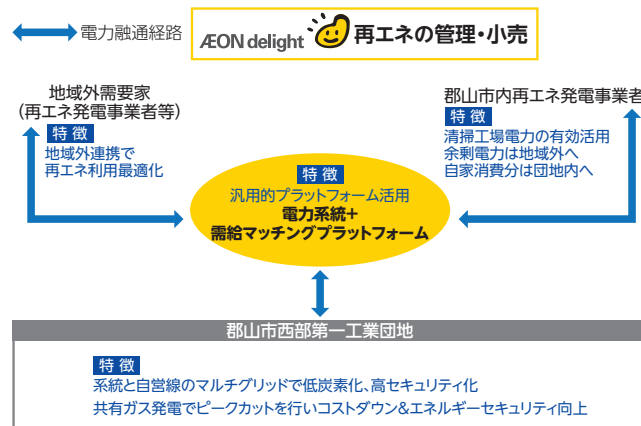 電力融通経路
ÆON delight 再エネの管理・小売
地域外需要家
(再エネ発電事業者等)
特 徴
地域外連携で
再エネ利用最適化
郡山市内再エネ発電事業者
特 徴
清掃工場電力の有効活用
余剰電力は地域外へ
自家消費分は団地内へ
特 徴
汎用的プラットフォーム活用
電力系統+
需給マッチングプラットフォーム
郡山市西部第一工業団地
特 徴
系統と自営線のマルチグリッドで低炭素化、高セキュリティ化
共有ガス発電でピークカットを行いコストダウン&エネルギーセキュリティ向上